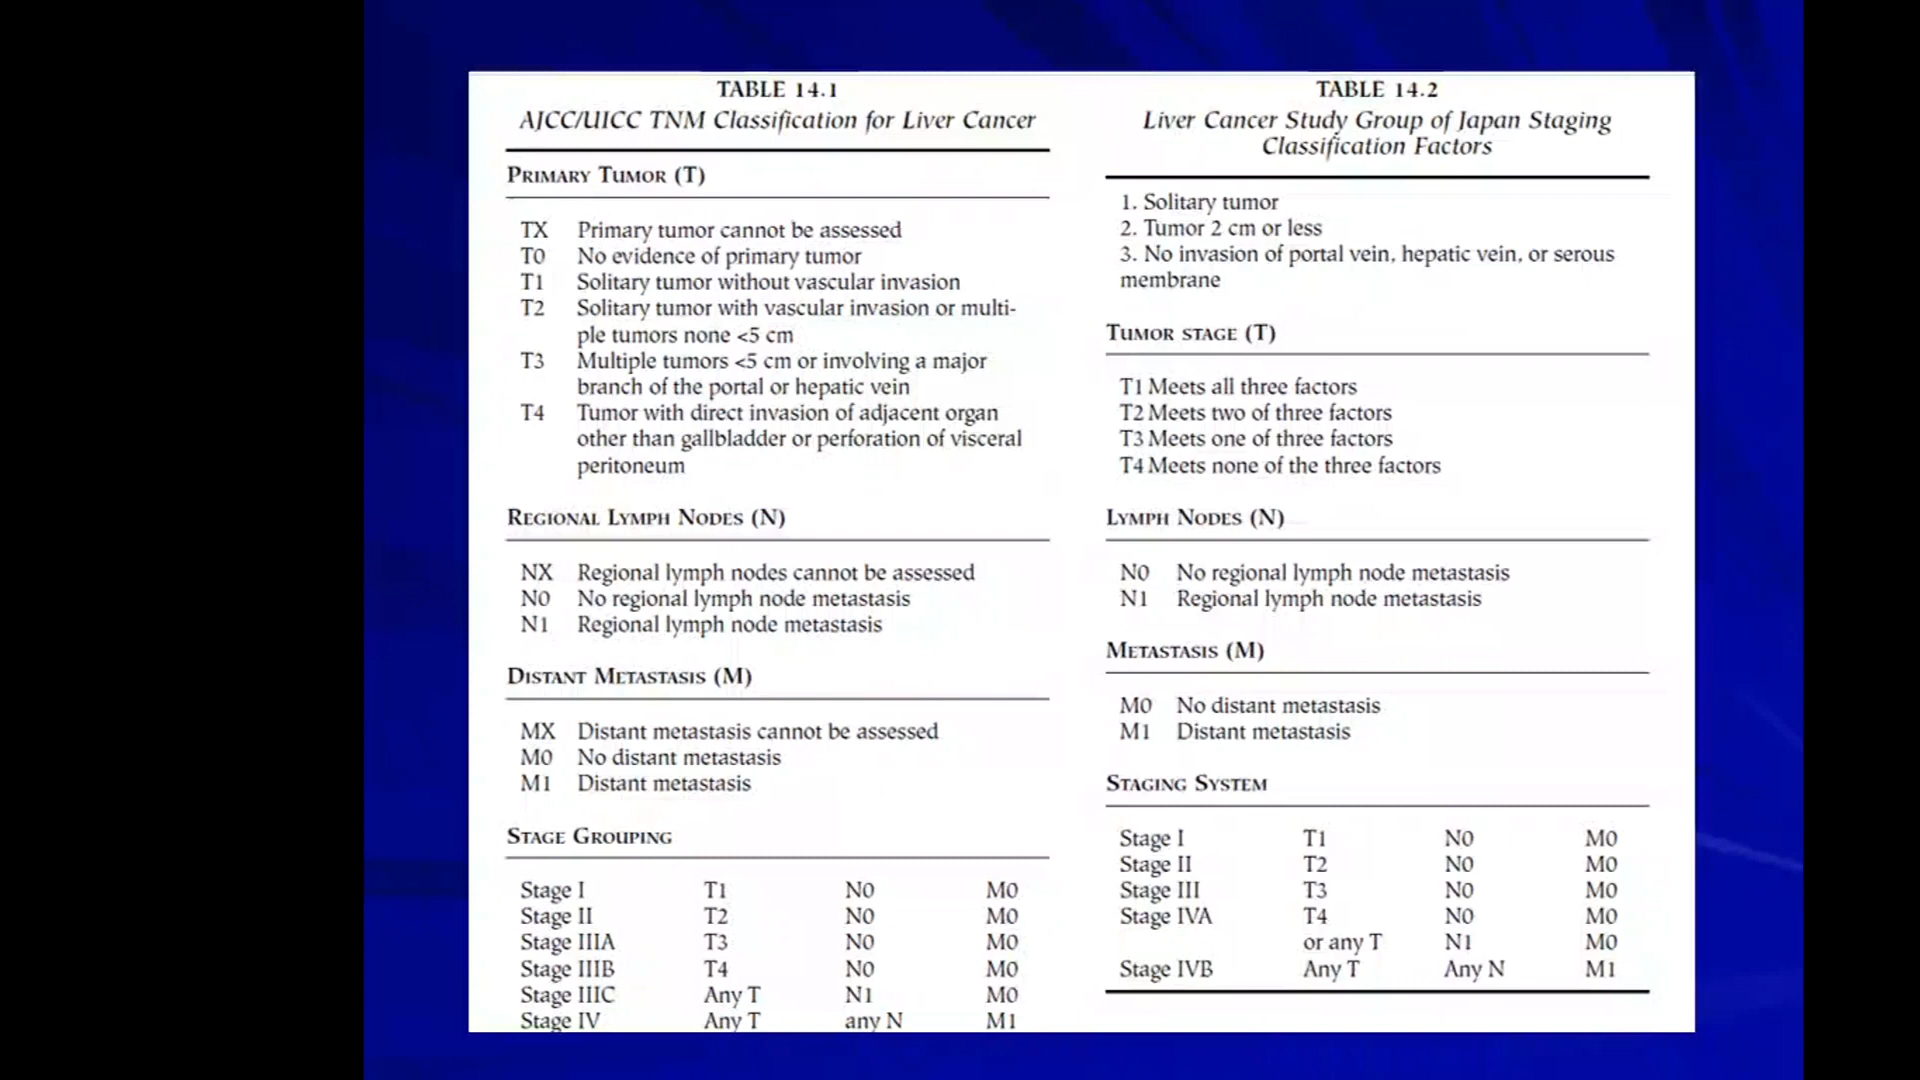 TABLE 14.1
AJCC/UICC TNM Classification for Liver Cancer
PRIMARY TUMOR (T)
TX Primary tumor cannot be assessed
T0 No evidence of primary tumor
T1 Solitary tumor without vascular invasion
T2 Solitary tumor with vascular invasion or multi-
ple tumors none <5 cm
T3 Multiple tumors <5 cm or involving a major
branch of the portal or hepatic vein
T4 Tumor with direct invasion of adjacent organ
other than gallbladder or perforation of visceral
peritoneum
REGIONAL LYMPH NODES (N)
NX Regional lymph nodes cannot be assessed
N0 No regional lymph node metastasis
N1 Regional lymph node metastasis
DISTANT METASTASIS (M)
MX Distant metastasis cannot be assessed
M0 No distant metastasis
M1 Distant metastasis
STAGE GROUPING
Stage I T1 N0 M0
Stage II T2 N0 M0
Stage IIIA T3 N0 M0
Stage IIIB T4 N0 M0
Stage IIIC Any T N1 M0
Stage IV Any T any N M1
TABLE 14.2
Liver Cancer Study Group of Japan Staging
Classification Factors
1. Solitary tumor
2. Tumor 2 cm or less
3. No invasion of portal vein, hepatic vein, or serous
membrane
TUMOR STAGE (T)
T1 Meets all three factors
T2 Meets two of three factors
T3 Meets one of three factors
T4 Meets none of the three factors
LYMPH NODES (N)
N0 No regional lymph node metastasis
N1 Regional lymph node metastasis
METASTASIS (M)
M0 No distant metastasis
M1 Distant metastasis
STAGING SYSTEM
Stage I T1 N0 M0
Stage II T2 N0 M0
Stage III T3 N0 M0
Stage IVA T4 N0 M0
or any T N1 M0
Stage IVB Any T Any N M1